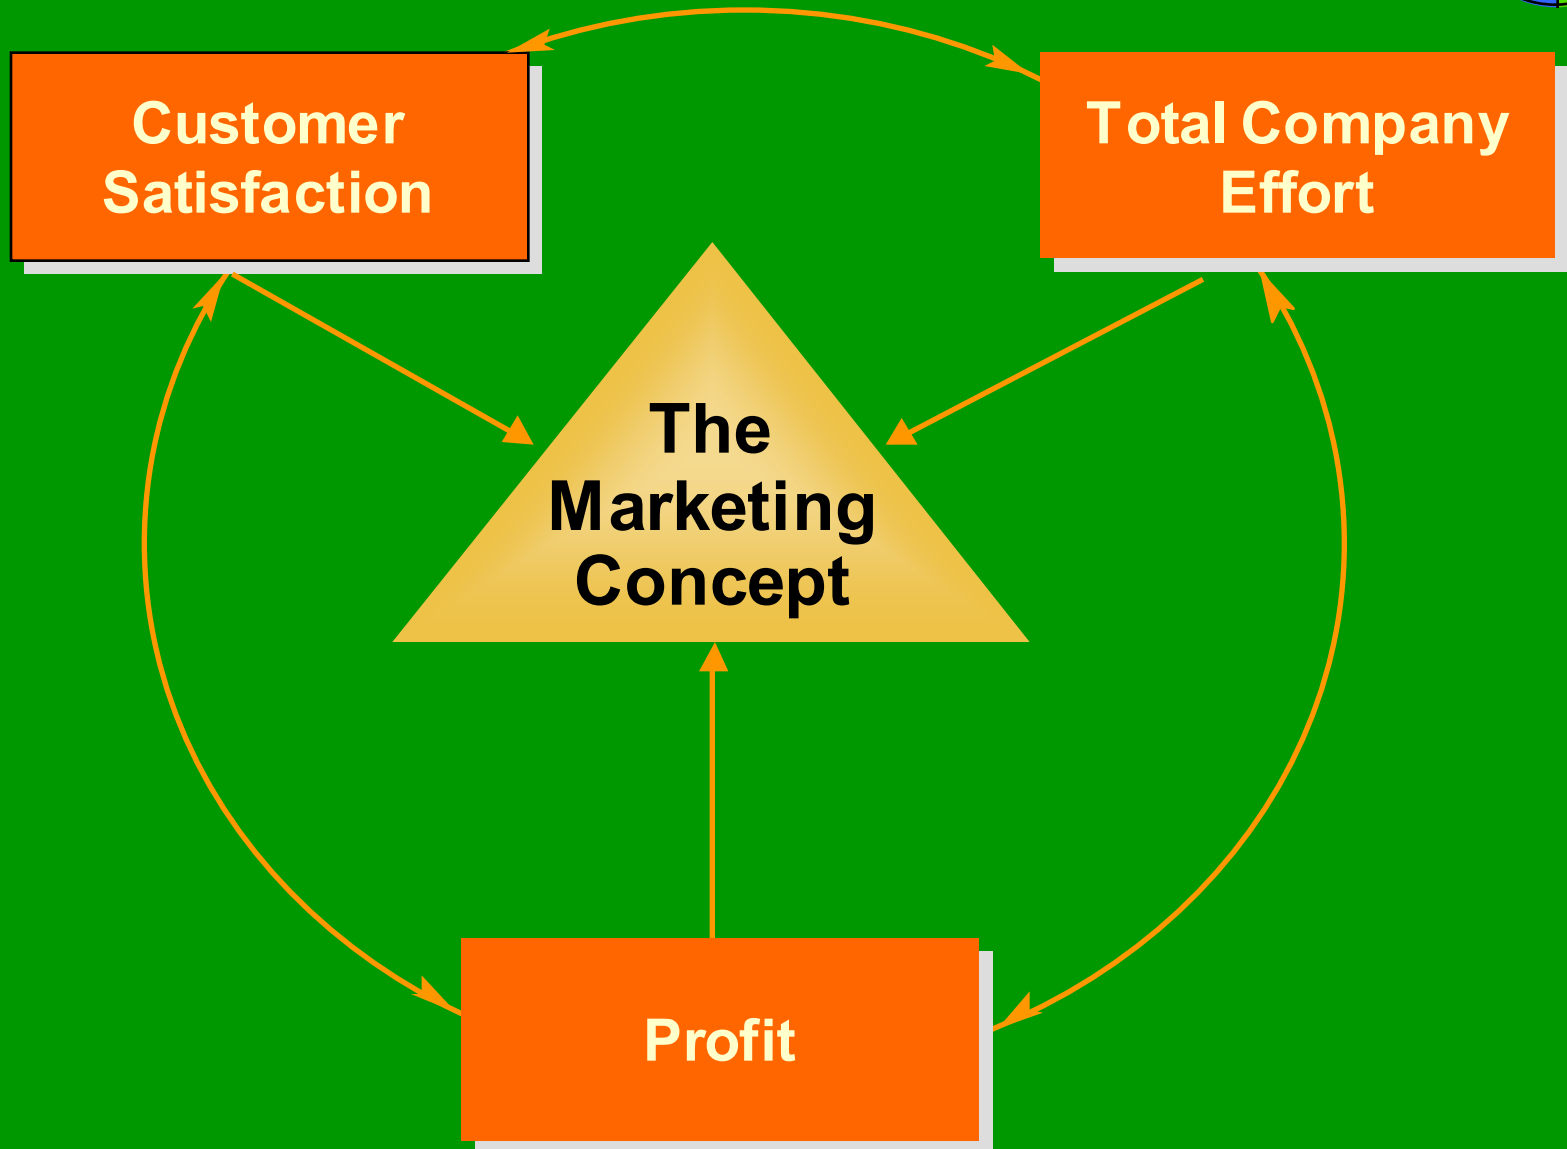 Customer
Satisfaction
Total Company
Effort
The
Marketing
Concept
Profit